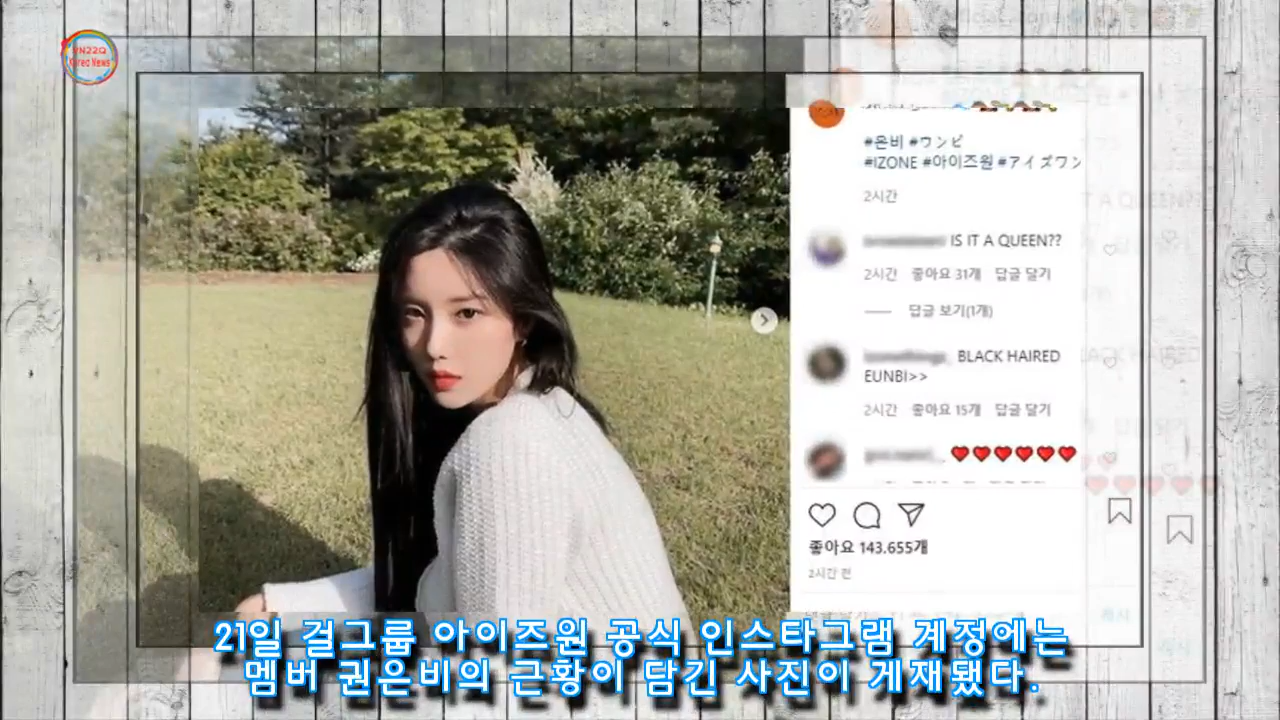 #은비 #ウンビ
#IZONE #아이즈원 #アイズワン
2시간
IS IT A QUEEN??
2시간 좋아요 31개 답글 달기
답글 보기(1개)
BLACK HAIRED
EUNBI>>
2시간 좋아요 15개 답글 달기
좋아요 143,655개
2시간 전
21일 걸그룹 아이즈원 공식 인스타그램 계정에는
멤버 권은비의 근황이 담긴 사진이 게재됐다.